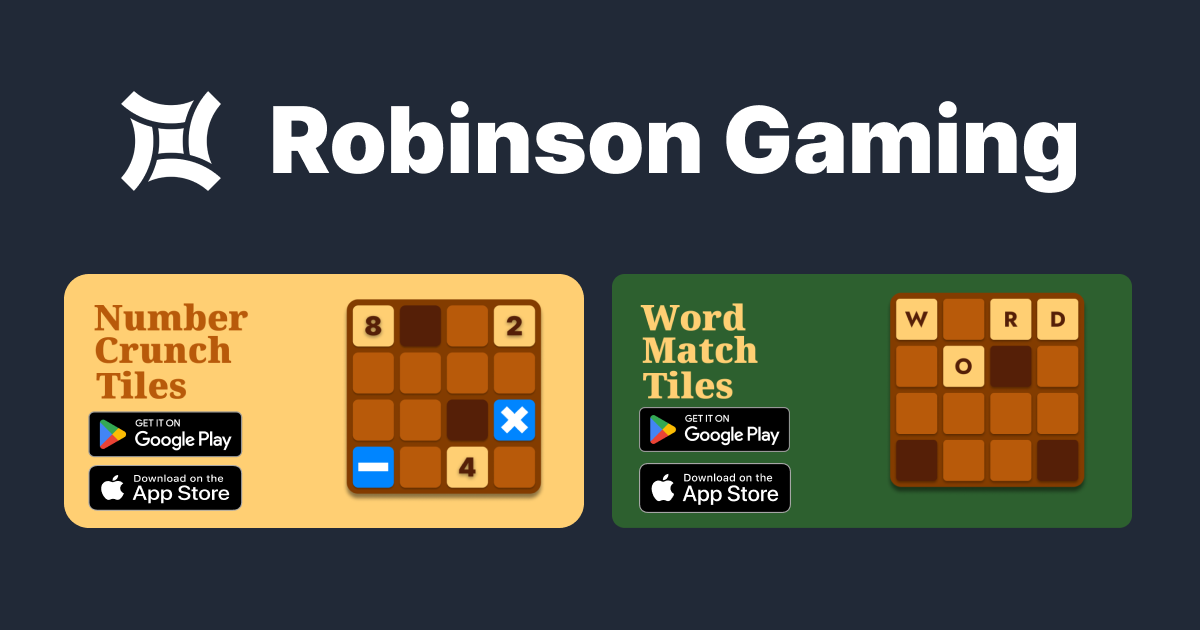 Robinson Gaming
Number
Crunch
Tiles
GET IT ON
Google Play
Download on the
App Store
8 2
×
— 4
Word
Match
Tiles
GET IT ON
Google Play
Download on the
App Store
W R D
O